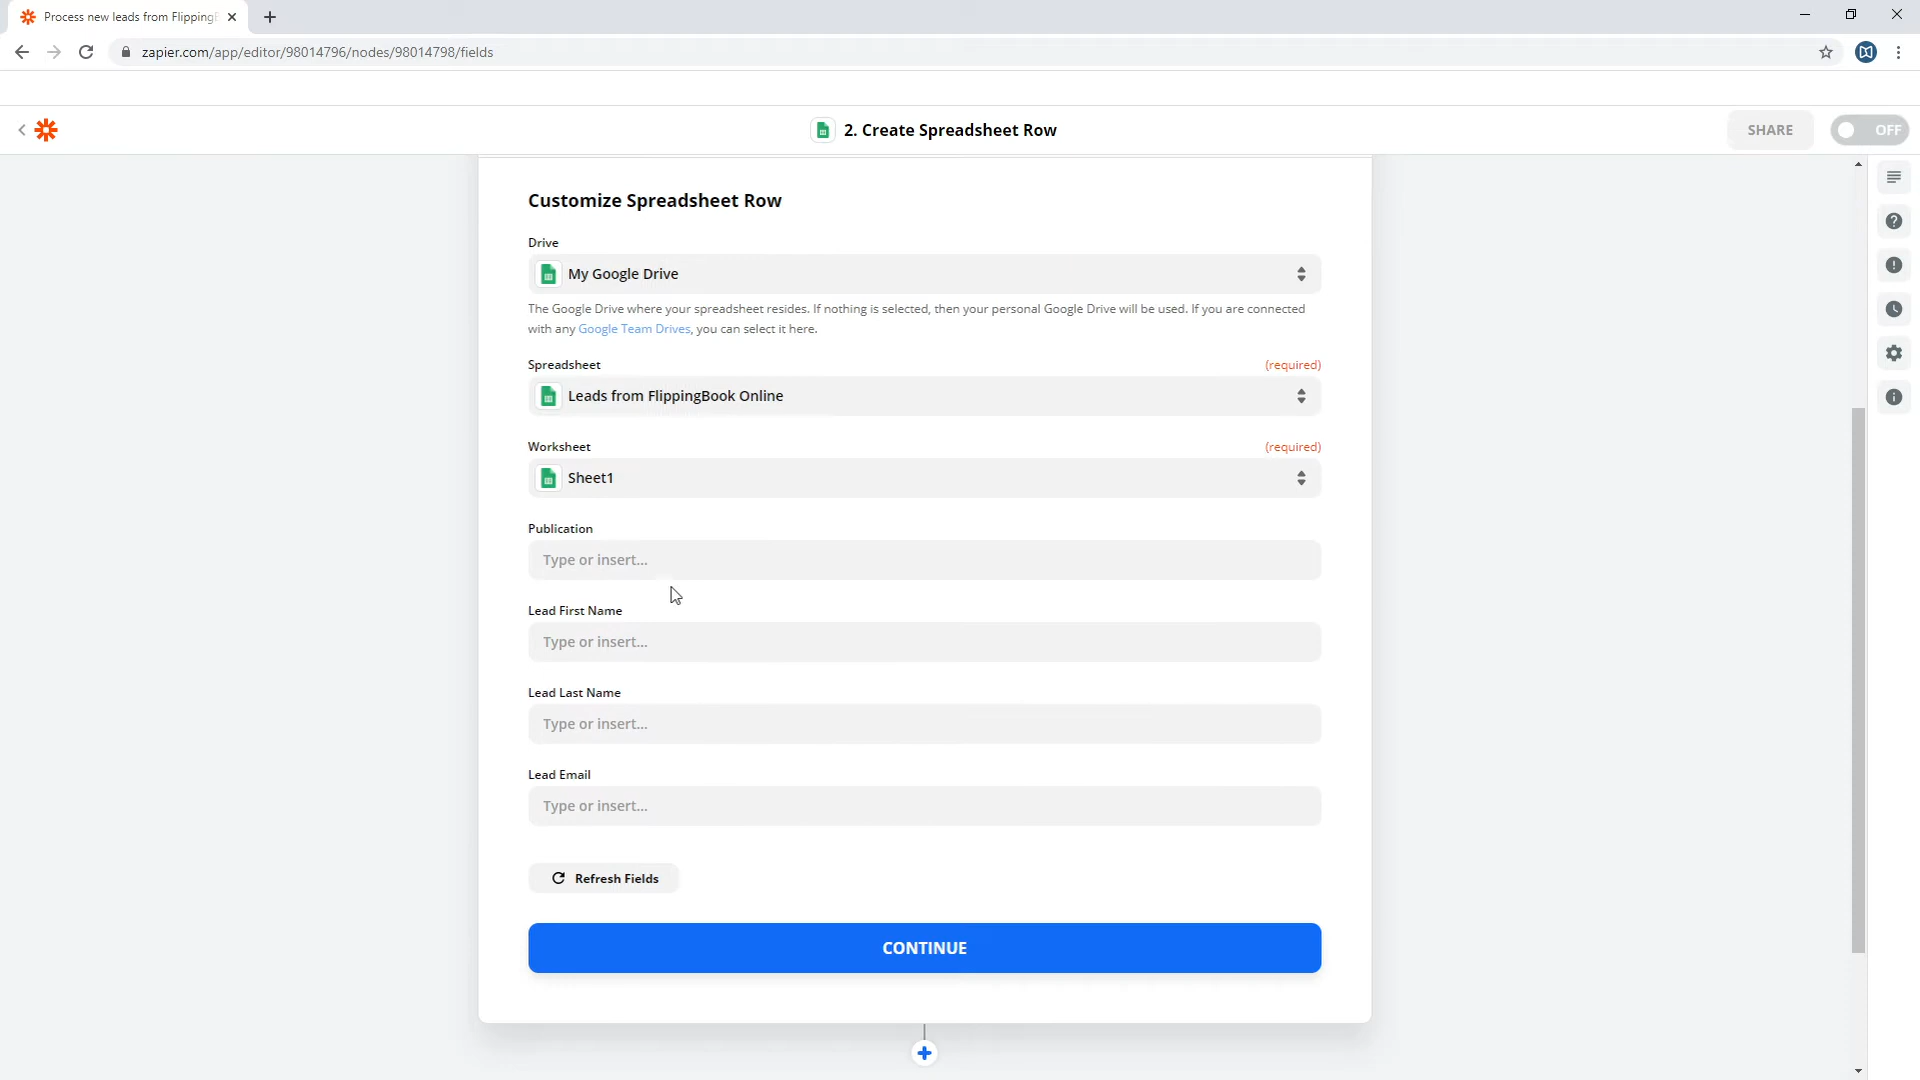 Process new leads from Flipping
zapier.com/app/editor/98014796/nodes/98014798/fields
2. Create Spreadsheet Row
SHARE
OFF
Customize Spreadsheet Row
Drive
My Google Drive
The Google Drive where your spreadsheet resides. If nothing is selected, then your personal Google Drive will be used. If you are connected
with any Google Team Drives, you can select it here.
Spreadsheet (required)
Leads from FlippingBook Online
Worksheet (required)
Sheet1
Publication
Type or insert...
Lead First Name
Type or insert...
Lead Last Name
Type or insert...
Lead Email
Type or insert...
Refresh Fields
CONTINUE